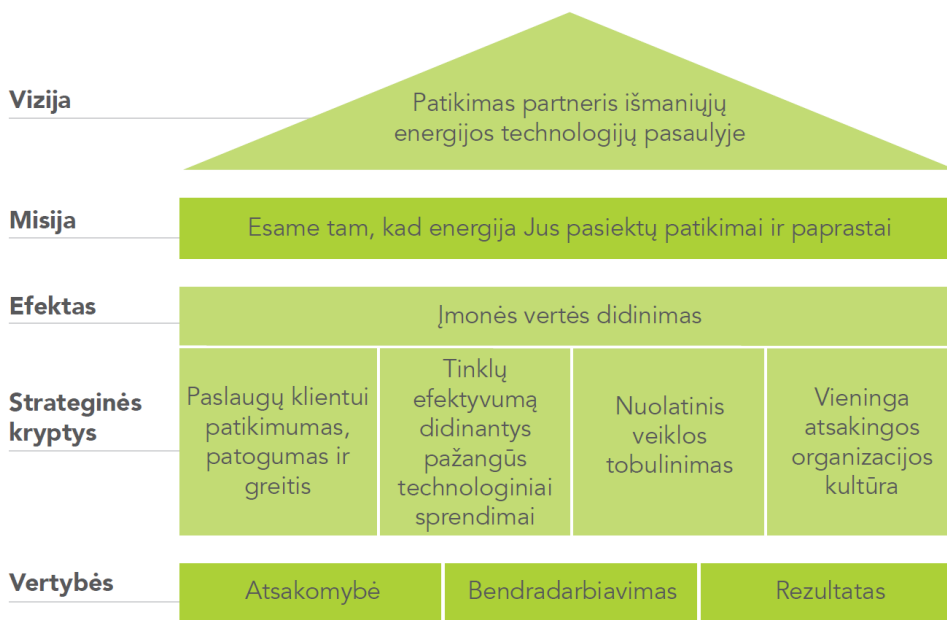 Vizija
Patikimas partneris išmaniųjų
energijos technologijų pasaulyje
Misija
Esame tam, kad energija Jus pasiektų patikimai ir paprastai
Efektas
Įmonės vertės didinimas
Strateginės
kryptys
Paslaugų klientui
patikimumas,
patogumas ir
greitis
Tinklų
efektyvumą
didinantys
pažangūs
technologiniai
sprendimai
Nuolatinis
veiklos
tobulinimas
Vieninga
atsakingos
organizacijos
kultūra
Vertybės
Atsakomybė
Bendradarbiavimas
Rezultatas